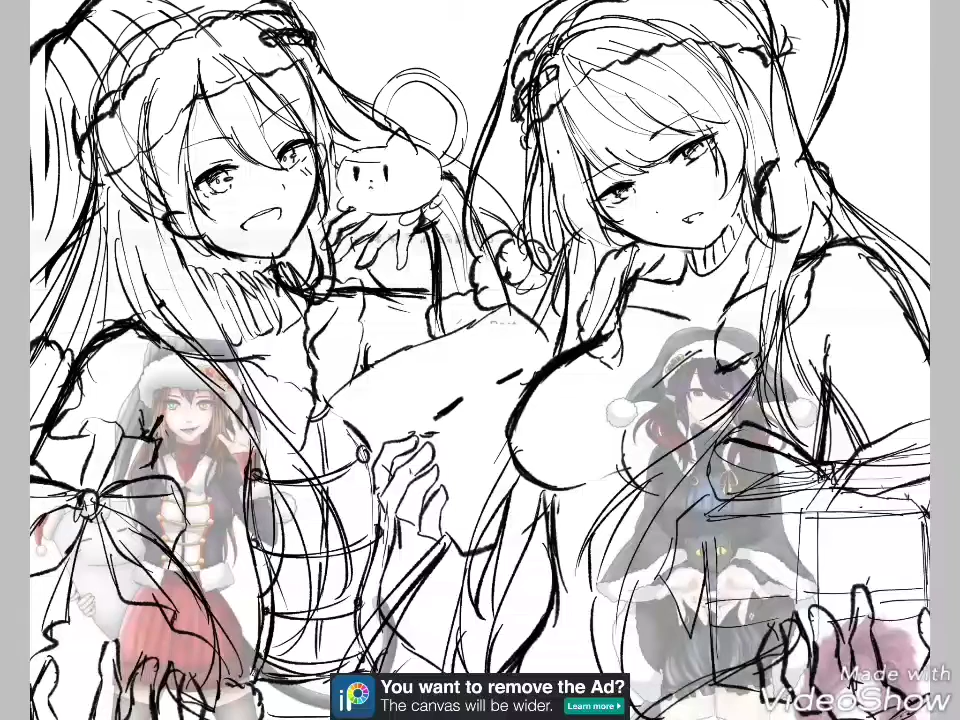 You want to remove the Ad?
The canvas will be wider.
Learn more
Made with
VideoShow